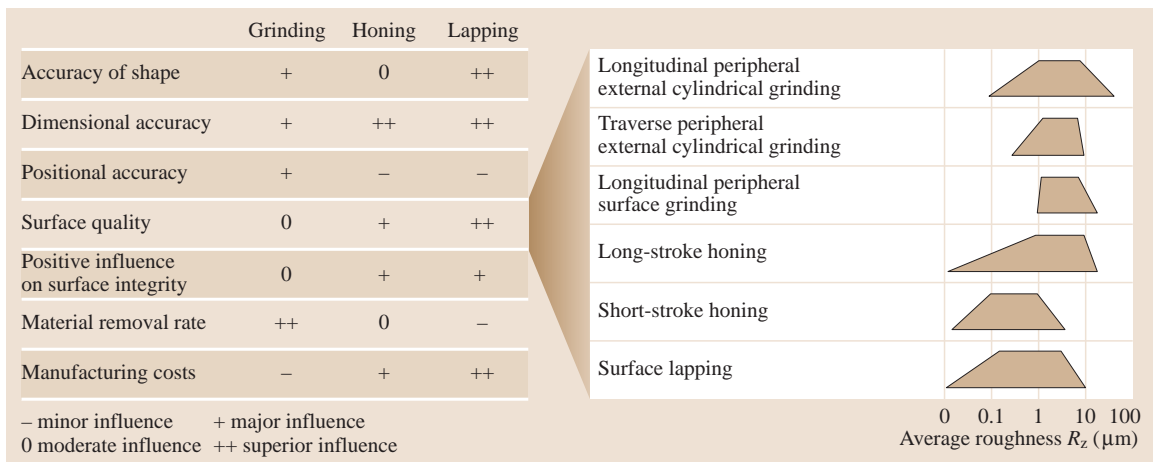 Grinding Honing Lapping
Accuracy of shape + 0 ++
Dimensional accuracy + ++ ++
Positional accuracy + – –
Surface quality 0 + ++
Positive influence
on surface integrity 0 + +
Material removal rate ++ 0 –
Manufacturing costs – + ++
– minor influence + major influence
0 moderate influence ++ superior influence
Longitudinal peripheral
external cylindrical grinding
Traverse peripheral
external cylindrical grinding
Longitudinal peripheral
surface grinding
Long-stroke honing
Short-stroke honing
Surface lapping
0 0.1 1 10 100
Average roughness Rz (μm)